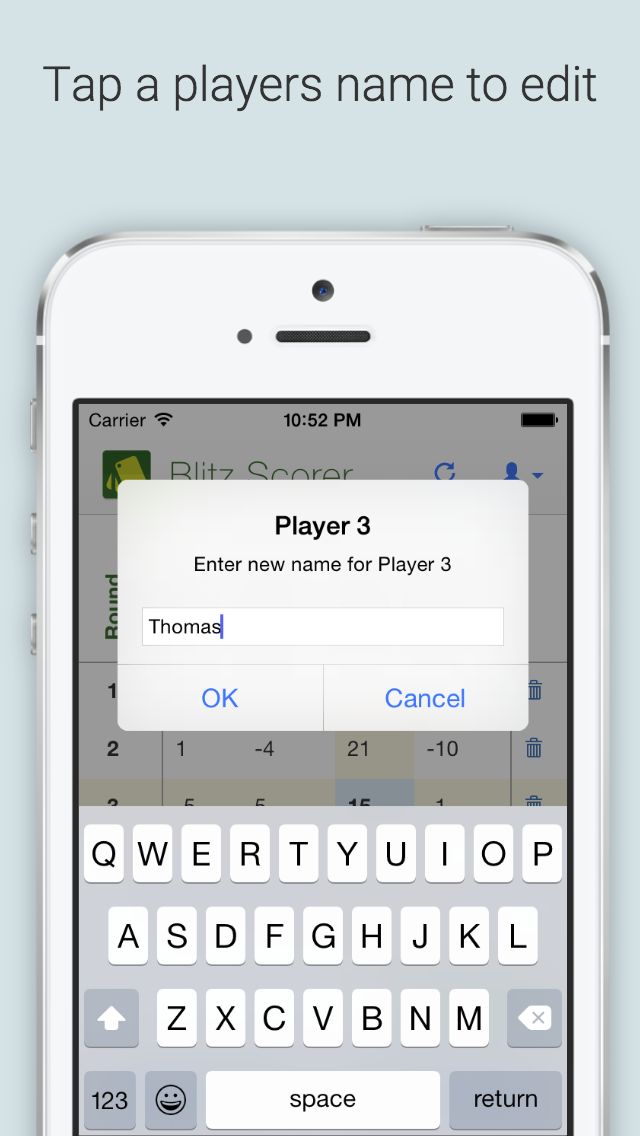 Tap a players name to edit
Carrier 10:52 PM
Blitz Scorer
Player 3
Enter new name for Player 3
Round
Thomas
1
OK Cancel
2 1 -4 21 -10
3 5 5 15 1
Q W E R T Y U I O P
A S D F G H J K L
Z X C V B N M
123 space return